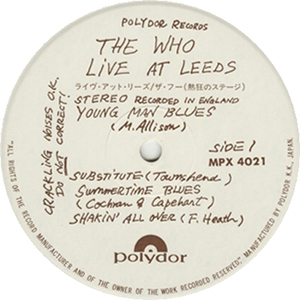 POLYDOR RECORDS
THE WHO
LIVE AT LEEDS
ライヴ・アット・リーズ/ザ・フー(熱狂のステージ)
STEREO RECORDED IN ENGLAND
YOUNG MAN BLUES
(M. Allison)
SIDE 1
MPX 4021
CRACKLING NOISES O.K.
DO NOT CORRECT!
SUBSTITUTE (Townshend)
SUMMERTIME BLUES
(Cochran & Capehart)
SHAKIN' ALL OVER (F. Heath)
polydor
"ALL RIGHTS OF THE RECORD MANUFACTURER AND OF THE OWNER OF THE WORK RECORDED RESERVED," MANUFACTURED BY POLYDOR K.K., JAPAN.